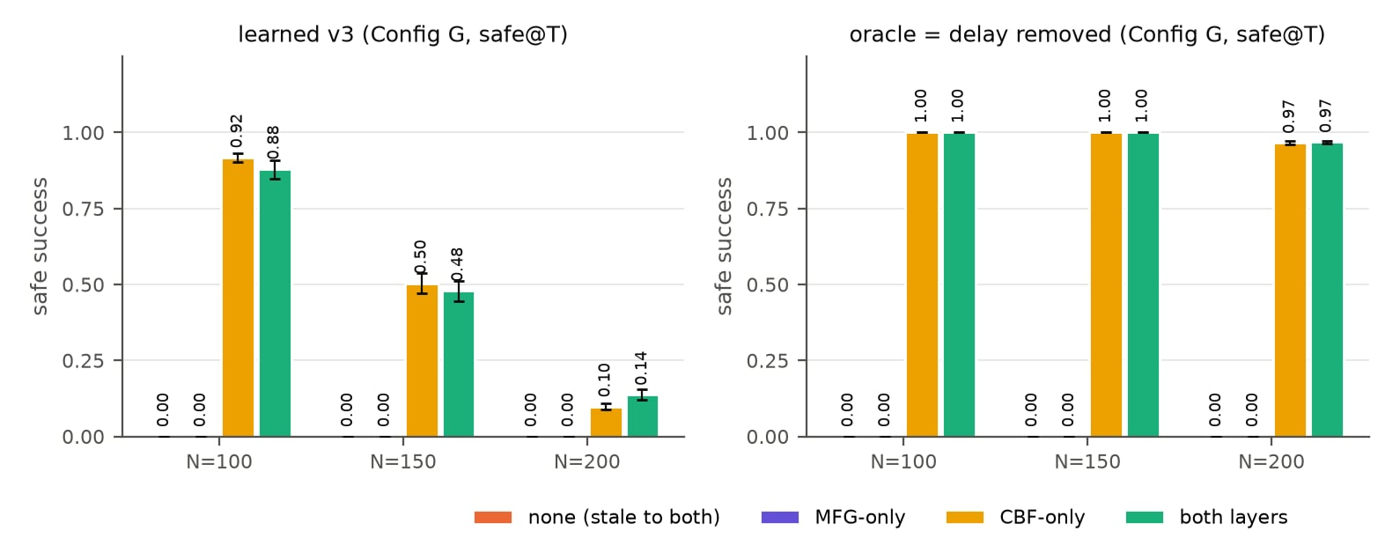 learned v3 (Config G, safe@T)
safe success
1.00
0.75
0.50
0.25
0.00
0.00
0.00
0.92
0.88
0.00
0.00
0.50
0.48
0.00
0.00
0.10
0.14
N=100
N=150
N=200
oracle = delay removed (Config G, safe@T)
safe success
1.00
0.75
0.50
0.25
0.00
0.00
0.00
1.00
1.00
0.00
0.00
1.00
1.00
0.00
0.00
0.97
0.97
N=100
N=150
N=200
none (stale to both)
MFG-only
CBF-only
both layers